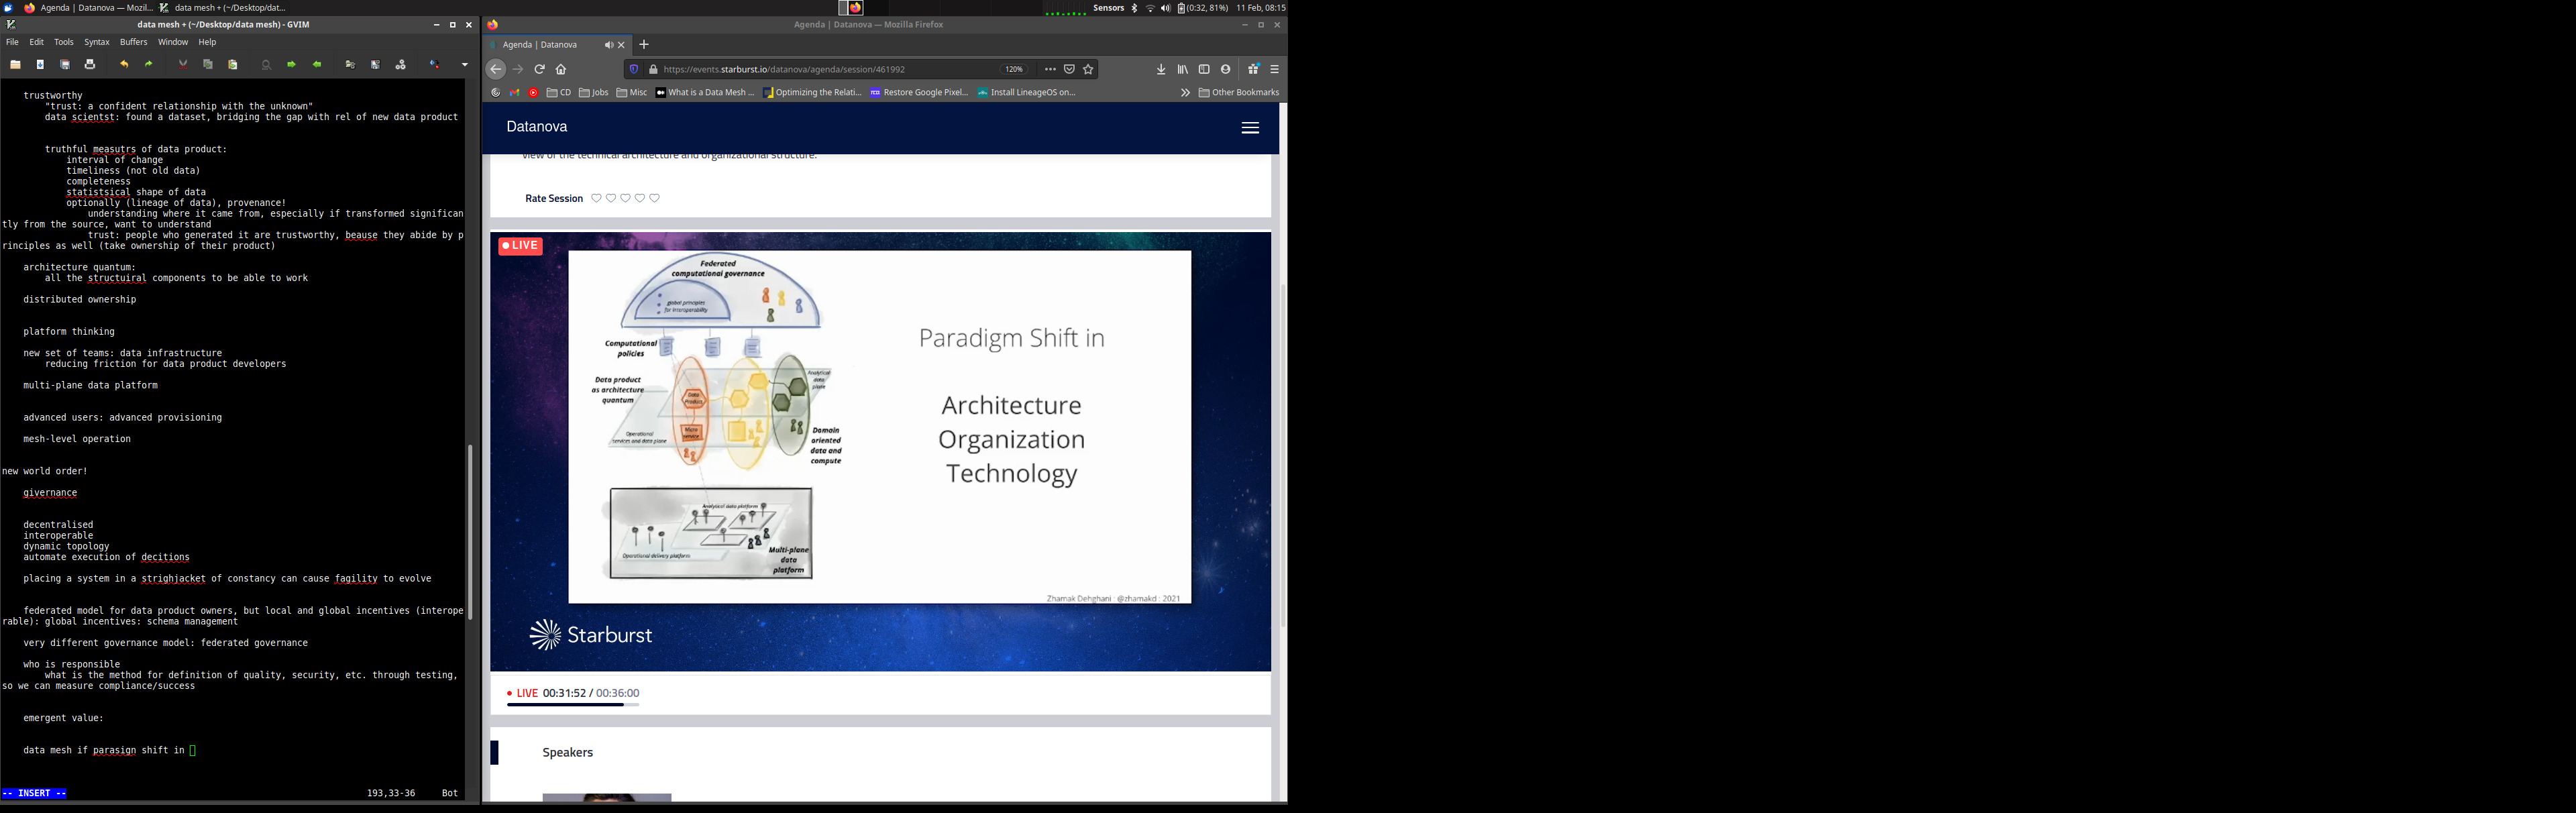 Agenda | Datanova — Mozil...
data mesh + (~/Desktop/dat...
Sensors
(0:32, 81%)
11 Feb, 08:15
data mesh + (~/Desktop/data mesh) - GVIM
File Edit Tools Syntax Buffers Window Help
trustworthy
"trust: a confident relationship with the unknown"
data scientst: found a dataset, bridging the gap with rel of new data product
truthful measutrs of data product:
interval of change
timeliness (not old data)
completeness
statistsical shape of data
optionally (lineage of data), provenance!
understanding where it came from, especially if transformed significan
tly from the source, want to understand
trust: people who generated it are trustworthy, beause they abide by p
rinciples as well (take ownership of their product)
architecture quantum:
all the structuiral components to be able to work
distributed ownership
platform thinking
new set of teams: data infrastructure
reducing friction for data product developers
multi-plane data platform
advanced users: advanced provisioning
mesh-level operation
new world order!
givernance
decentralised
interoperable
dynamic topology
automate execution of decitions
placing a system in a strighjacket of constancy can cause fagility to evolve
federated model for data product owners, but local and global incentives (interope
rable): global incentives: schema management
very different governance model: federated governance
who is responsible
what is the method for definition of quality, security, etc. through testing,
so we can measure compliance/success
emergent value:
data mesh if parasign shift in
-- INSERT --
193,33-36
Bot
Agenda | Datanova — Mozilla Firefox
Agenda | Datanova
https://events.starburst.io/datanova/agenda/session/461992
120%
CD
Jobs
Misc
What is a Data Mesh ...
Optimizing the Relati...
Restore Google Pixel...
Install LineageOS on...
Other Bookmarks
Datanova
view of the technical architecture and organizational structure.
Rate Session
LIVE
Federated
computational governance
global principles
for interoperability
Computational
policies
Data product
as architecture
quantum
Analytical
data
plane
Data
Product
Micro
service
Operational
services and data plane
Domain
oriented
data and
compute
Analytical data platform
Operational delivery platform
Multi-plane
data
platform
Paradigm Shift in
Architecture
Organization
Technology
Zhamak Dehghani : @zhamakd : 2021
Starburst
LIVE 00:31:52 / 00:36:00
Speakers